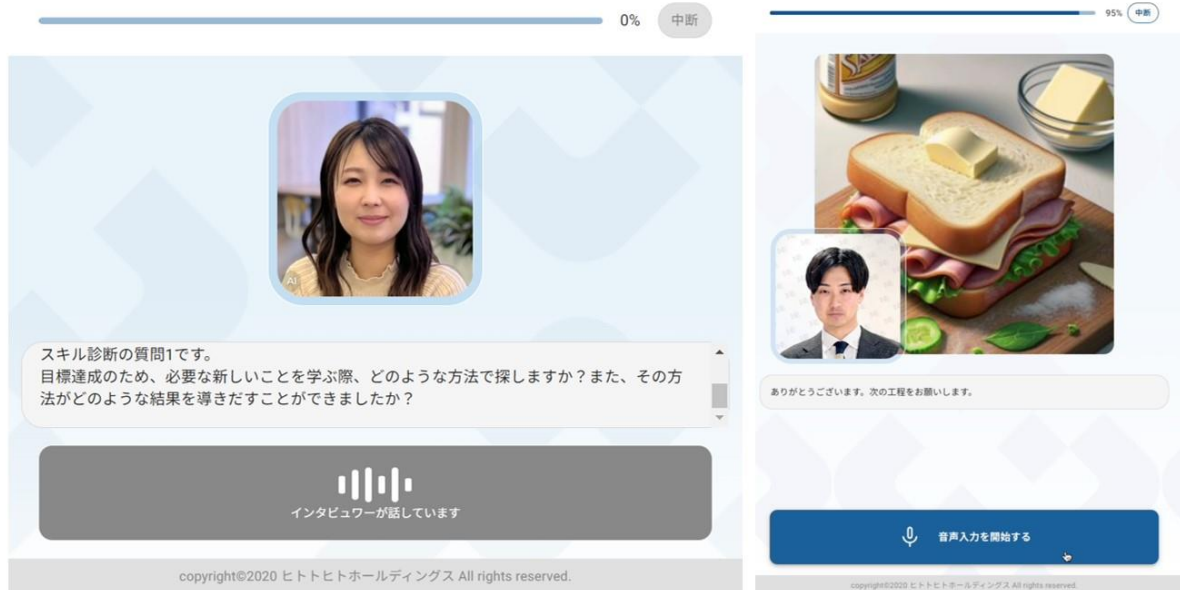 0%
中断
AI
スキル診断の質問1です。
目標達成のため、必要な新しいことを学ぶ際、どのような方法で探しますか？また、その方
法がどのような結果を導きだすことができましたか？
インタビュワーが話しています
copyright©2020 ヒトトヒトホールディングス All rights reserved.
95%
中断
ありがとうございます。次の工程をお願いします。
音声入力を開始する
copyright©2020 ヒトトヒトホールディングス All rights reserved.